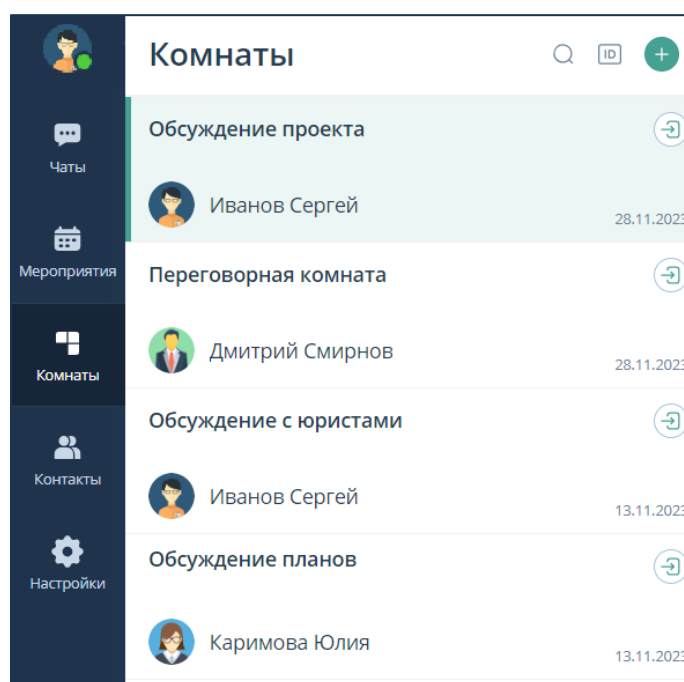 Комнаты
ID
Чаты
Мероприятия
Комнаты
Контакты
Настройки
Обсуждение проекта
Иванов Сергей
28.11.2023
Переговорная комната
Дмитрий Смирнов
28.11.2023
Обсуждение с юристами
Иванов Сергей
13.11.2023
Обсуждение планов
Каримова Юлия
13.11.2023